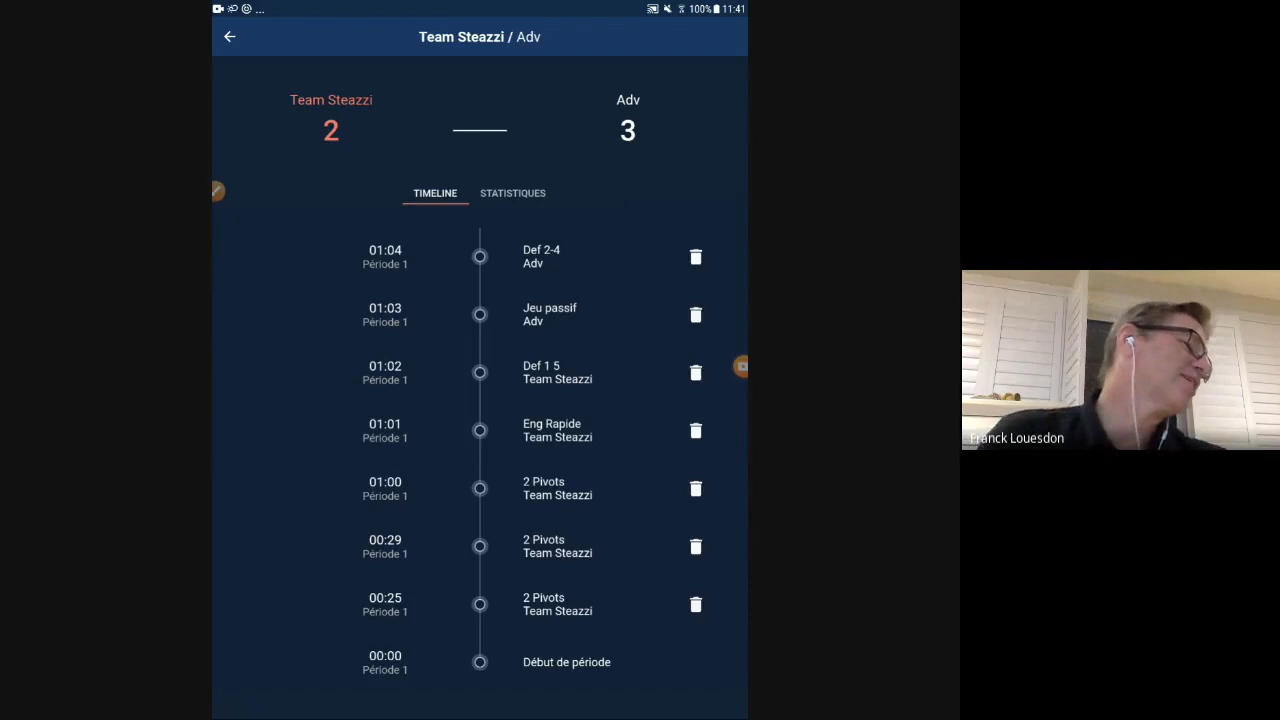 ... 100% 11:41
Team Steazzi / Adv
Team Steazzi Adv
2 3
TIMELINE STATISTIQUES
01:04 Def 2-4
Période 1 Adv
01:03 Jeu passif
Période 1 Adv
01:02 Def 1 5
Période 1 Team Steazzi
01:01 Eng Rapide
Période 1 Team Steazzi
01:00 2 Pivots
Période 1 Team Steazzi
00:29 2 Pivots
Période 1 Team Steazzi
00:25 2 Pivots
Période 1 Team Steazzi
00:00 Début de période
Période 1
Franck Louesdon